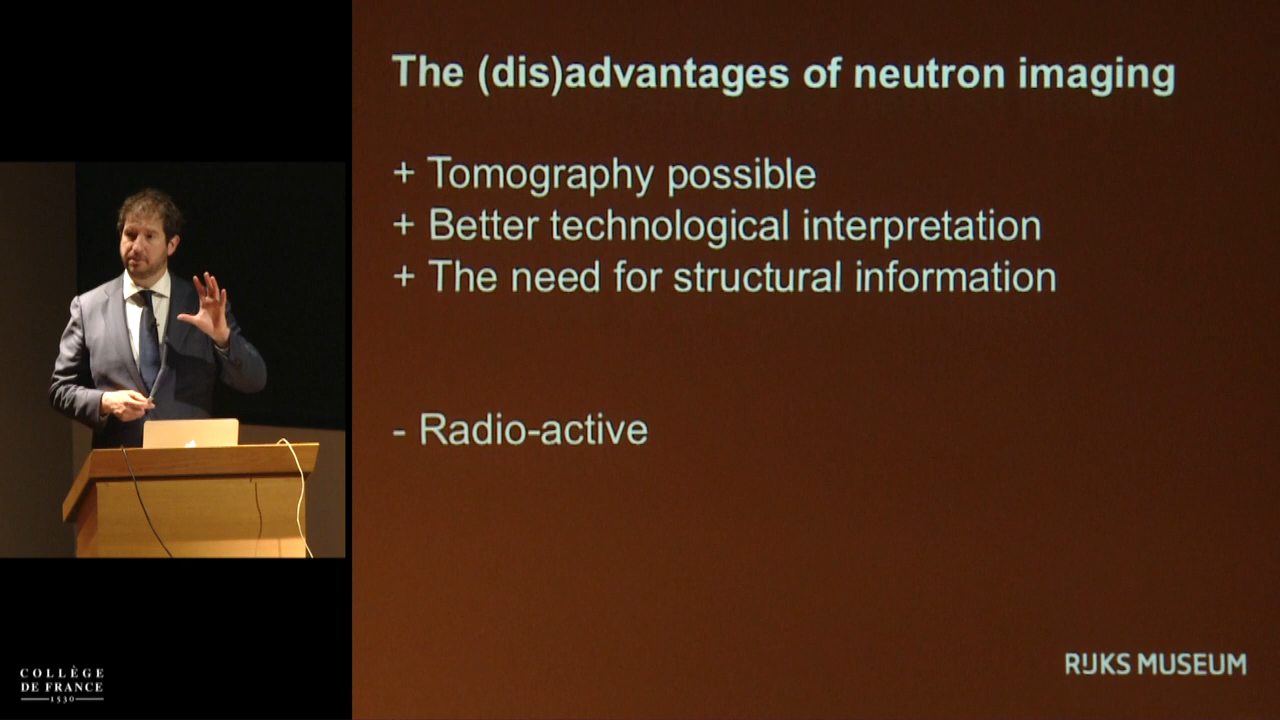 The (dis)advantages of neutron imaging
+ Tomography possible
+ Better technological interpretation
+ The need for structural information
- Radio-active
RIJKS MUSEUM
COLLÈGE
DE FRANCE
1530